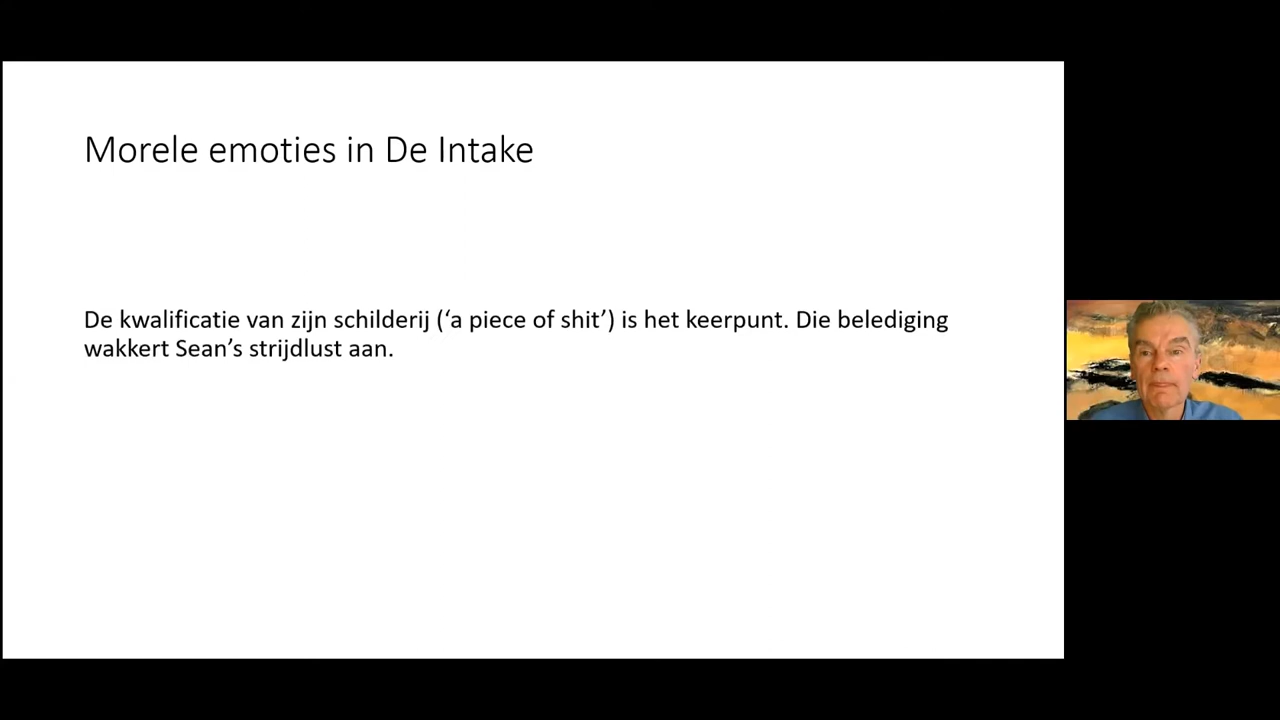 Morele emoties in De Intake
De kwalificatie van zijn schilderij (‘a piece of shit’) is het keerpunt. Die belediging
wakkert Sean’s strijdlust aan.